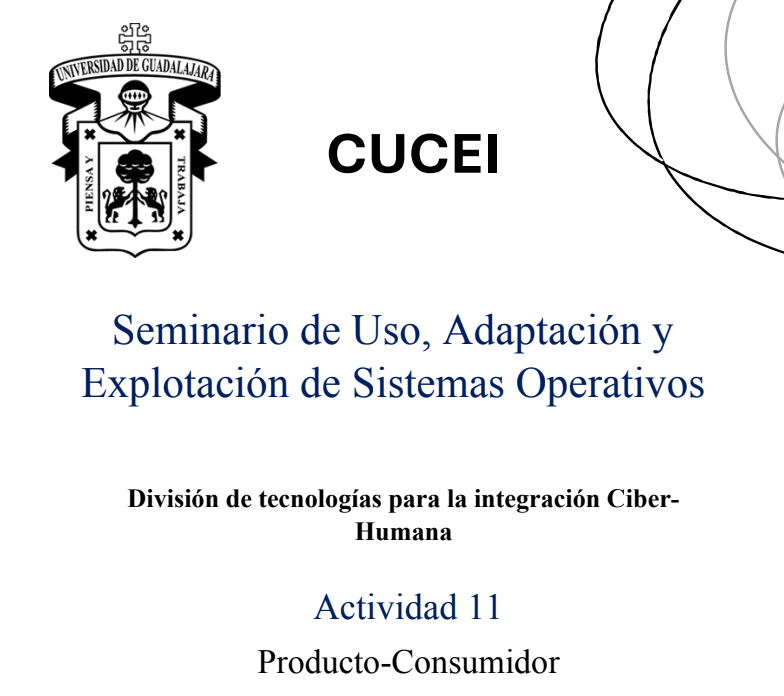 UNIVERSIDAD DE GUADALAJARA
PIENSA Y
TRABAJA
CUCEI
Seminario de Uso, Adaptación y
Explotación de Sistemas Operativos
División de tecnologías para la integración Ciber-
Humana
Actividad 11
Producto-Consumidor